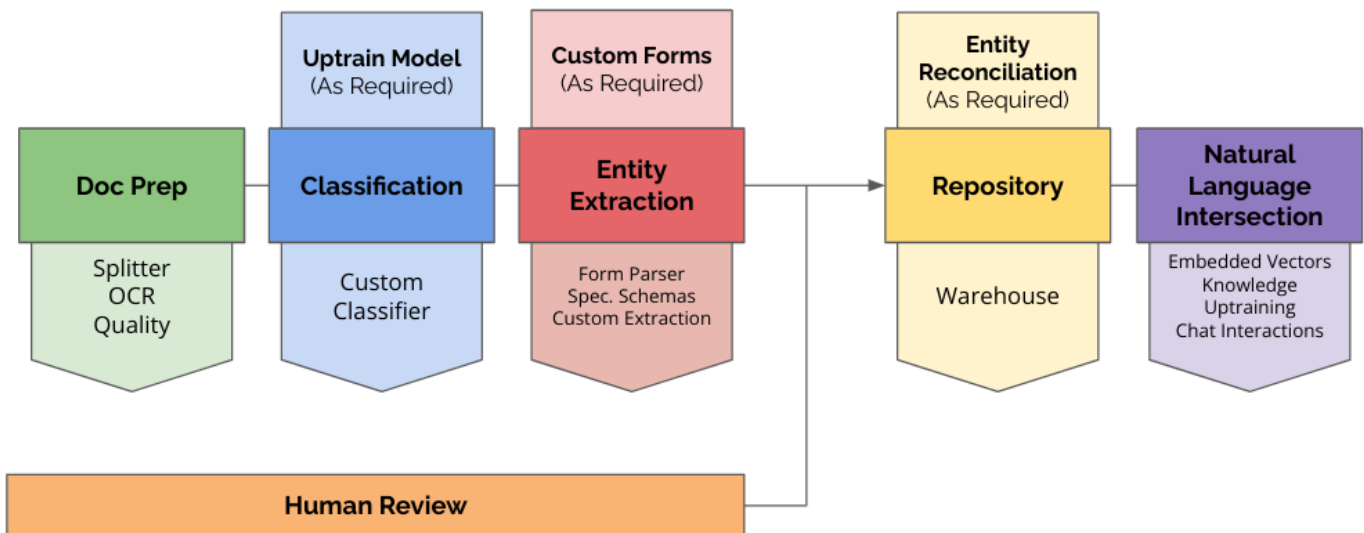 Uptrain Model
(As Required)
Custom Forms
(As Required)
Entity
Reconciliation
(As Required)
Doc Prep
Classification
Entity
Extraction
Repository
Natural
Language
Intersection
Splitter
OCR
Quality
Custom
Classifier
Form Parser
Spec. Schemas
Custom Extraction
Warehouse
Embedded Vectors
Knowledge
Uptraining
Chat Interactions
Human Review